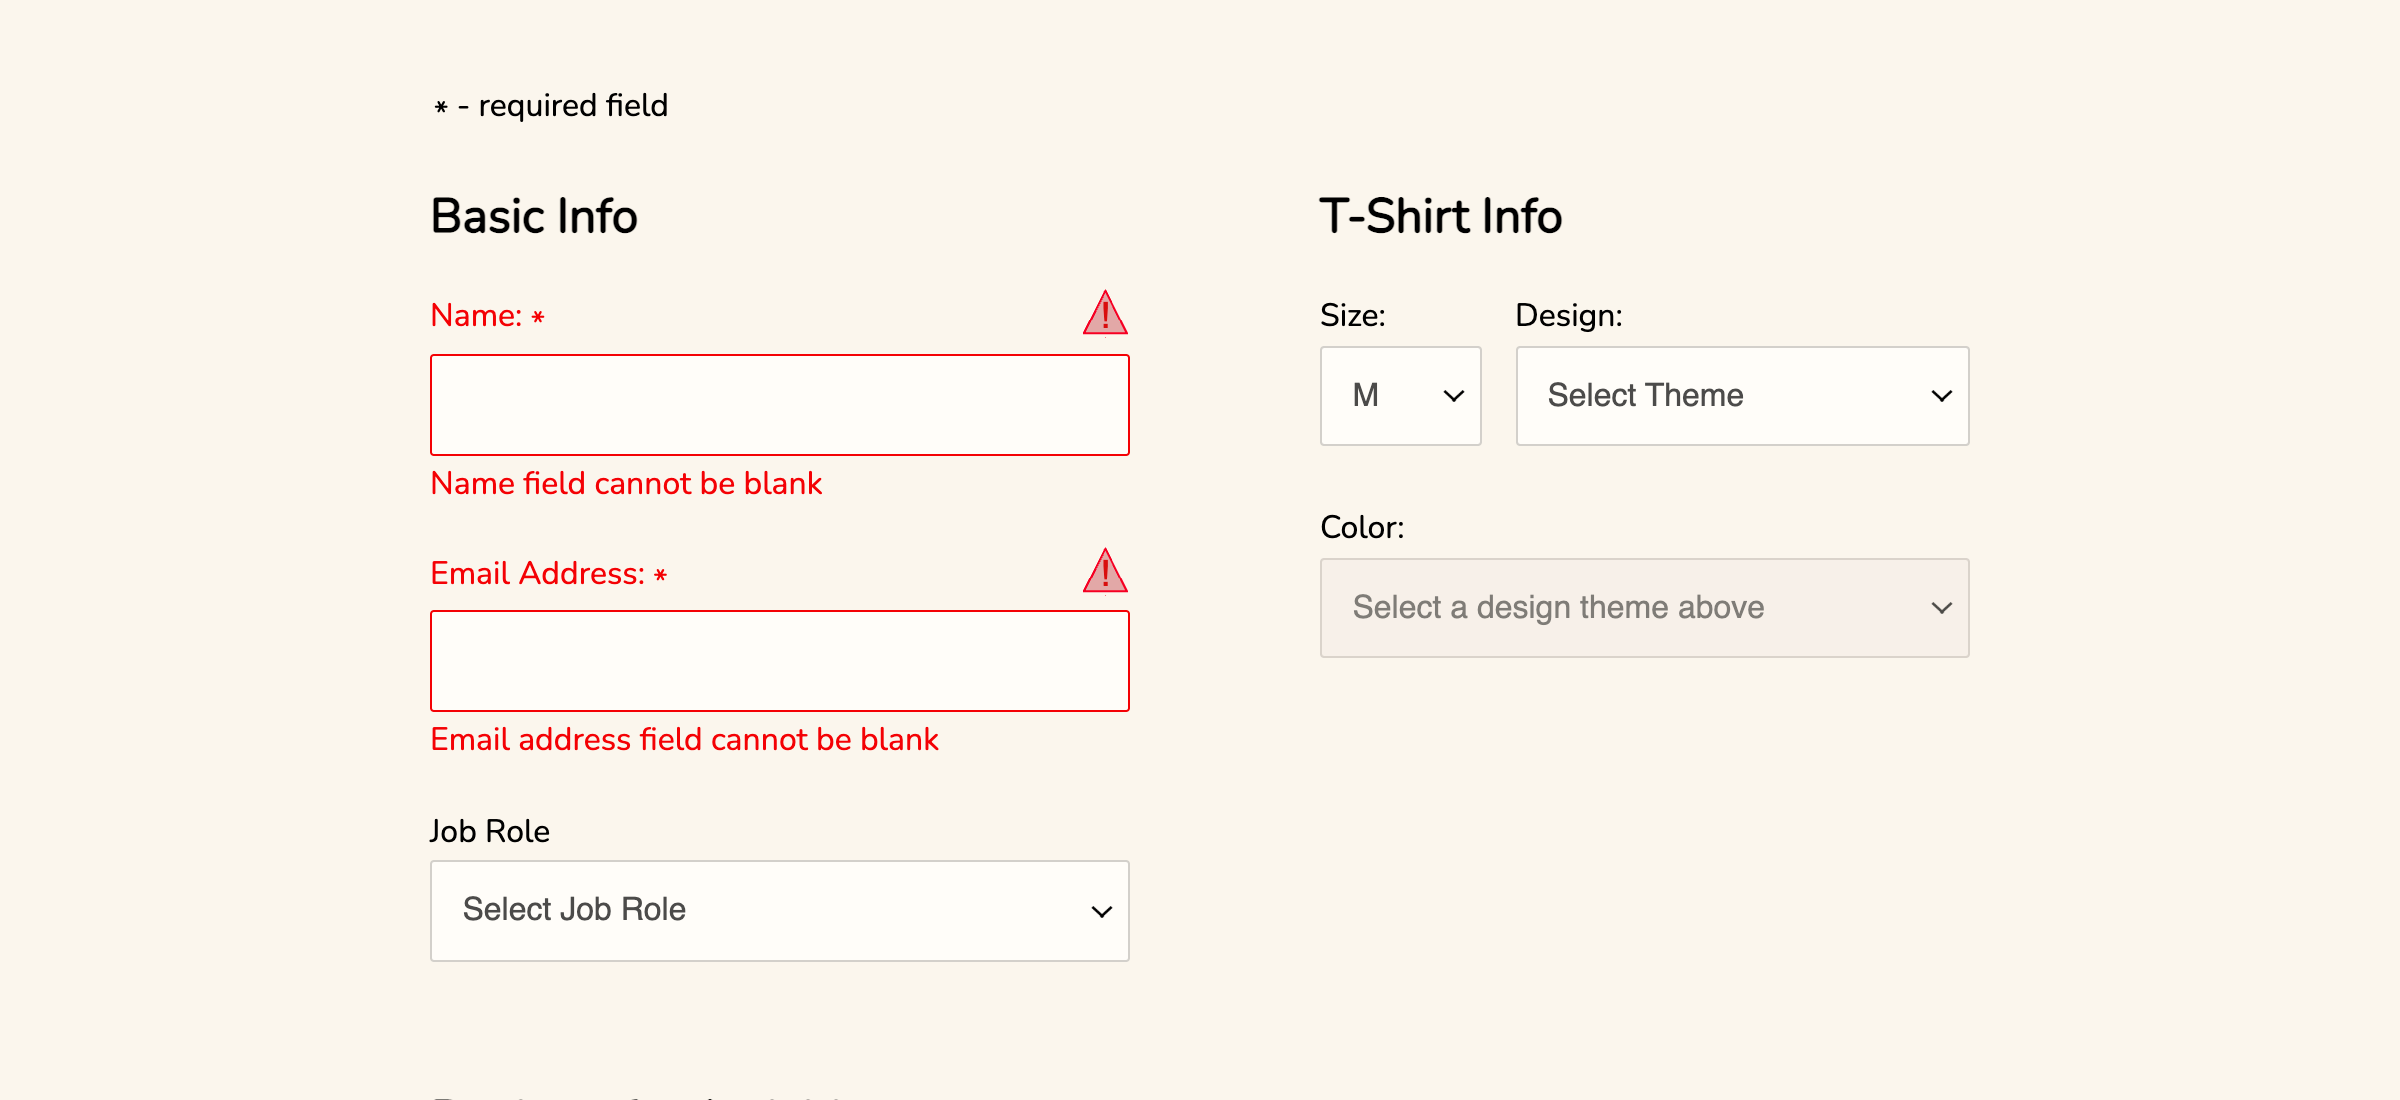 * - required field
Basic Info
Name: *
Name field cannot be blank
Email Address: *
Email address field cannot be blank
Job Role
Select Job Role
T-Shirt Info
Size: Design:
M Select Theme
Color:
Select a design theme above